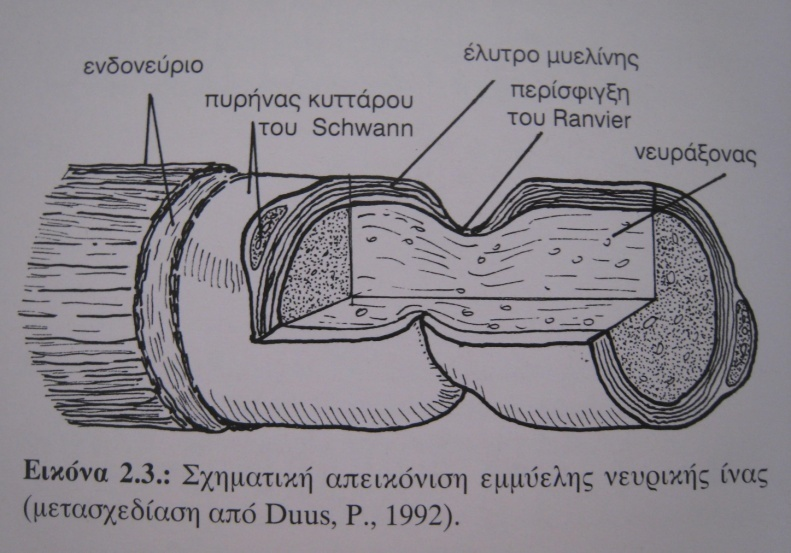 ενδονεύριο
πυρήνας κυττάρου
του Schwann
έλυτρο μυελίνης
περίσφιγξη
του Ranvier
νευράξονας
Εικόνα 2.3.: Σχηματική απεικόνιση εμμύελης νευρικής ίνας
(μετασχεδίαση από Duus, P., 1992).